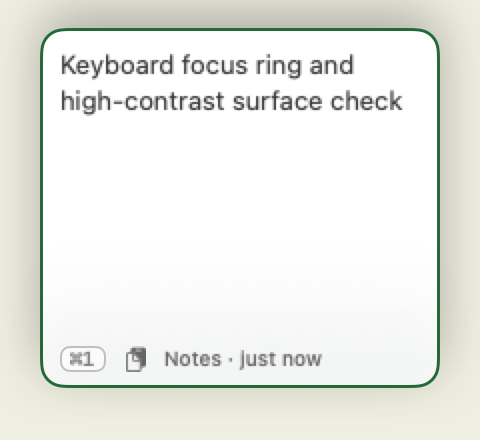 Keyboard focus ring and
high-contrast surface check
⌘1 Notes · just now